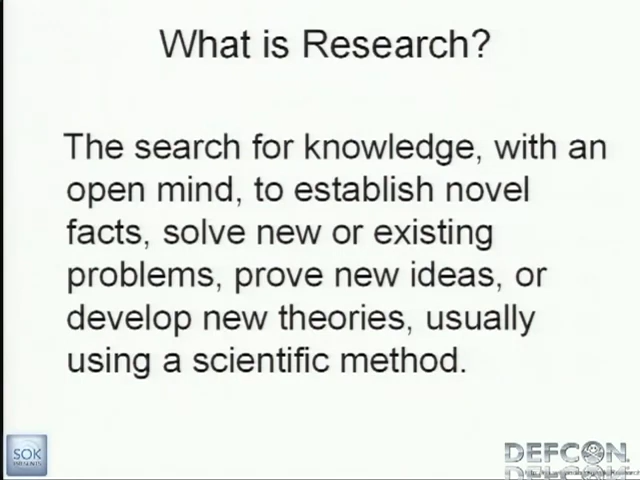 What is Research?
The search for knowledge, with an
open mind, to establish novel
facts, solve new or existing
problems, prove new ideas, or
develop new theories, usually
using a scientific method.
SOK
PRESENTS
DEFCON